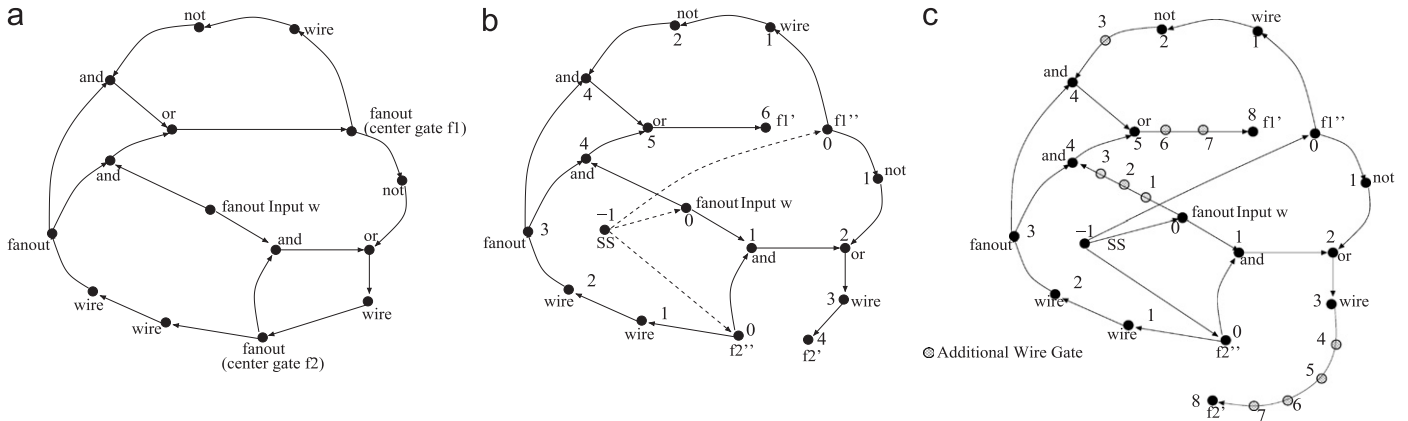 a
not
wire
and
or
fanout
(center gate f1)
and
not
fanout Input w
fanout
and
or
wire
wire
wire
fanout
(center gate f2)
b
not
2
wire
1
and
4
or
5
6 f1’
f1’’
0
4
and
not
1
fanout Input w
0
−1
SS
fanout 3
1
and
2
or
2
wire
3 wire
1
wire
0
f2’’
4
f2’
c
3
not
2
wire
1
and
4
or
5
6
7
8
f1’
f1’’
0
4
and
3
2
1
1 not
fanout Input w
0
fanout 3
−1
SS
1
and
2
or
2
wire
3 wire
1
wire
0
f2’’
4
5
6
7
8
f2’
Additional Wire Gate